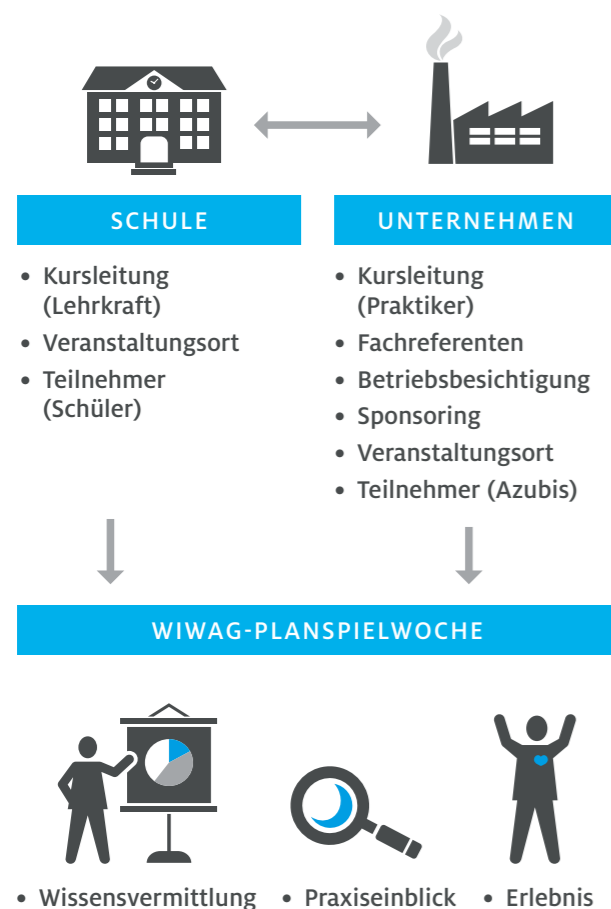 SCHULE
• Kursleitung
(Lehrkraft)
• Veranstaltungsort
• Teilnehmer
(Schüler)
UNTERNEHMEN
• Kursleitung
(Praktiker)
• Fachreferenten
• Betriebsbesichtigung
• Sponsoring
• Veranstaltungsort
• Teilnehmer (Azubis)
WIWAG-PLANSPIELWOCHE
• Wissensvermittlung
• Praxiseinblick
• Erlebnis